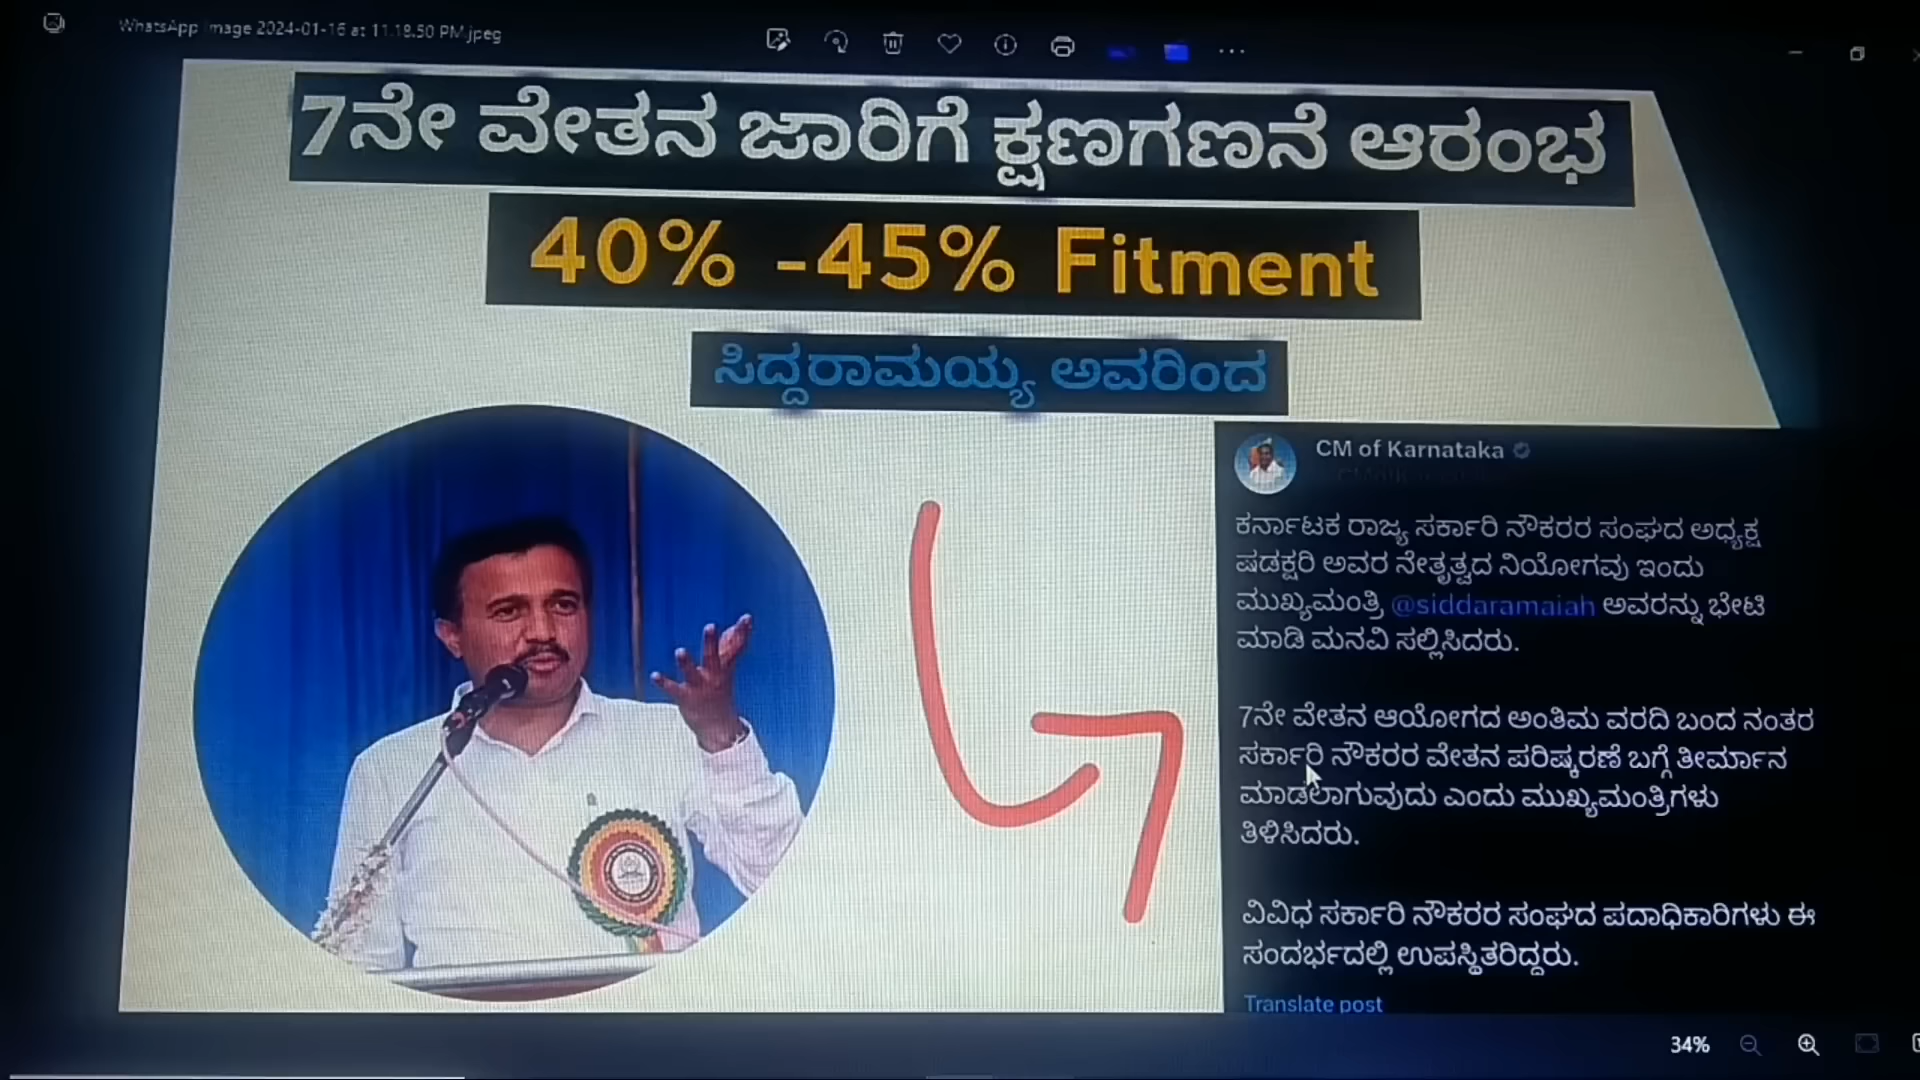 WhatsApp Image 2024-01-16 at 11.18.50 PM.jpeg
7ನೇ ವೇತನ ಜಾರಿಗೆ ಕ್ಷಣಗಣನೆ ಆರಂಭ
40% -45% Fitment
ಸಿದ್ದರಾಮಯ್ಯ ಅವರಿಂದ
CM of Karnataka
ಕರ್ನಾಟಕ ರಾಜ್ಯ ಸರ್ಕಾರಿ ನೌಕರರ ಸಂಘದ ಅಧ್ಯಕ್ಷ
ಷಡಕ್ಷರಿ ಅವರ ನೇತೃತ್ವದ ನಿಯೋಗವು ಇಂದು
ಮುಖ್ಯಮಂತ್ರಿ @siddaramaiah ಅವರನ್ನು ಭೇಟಿ
ಮಾಡಿ ಮನವಿ ಸಲ್ಲಿಸಿದರು.
7ನೇ ವೇತನ ಆಯೋಗದ ಅಂತಿಮ ವರದಿ ಬಂದ ನಂತರ
ಸರ್ಕಾರಿ ನೌಕರರ ವೇತನ ಪರಿಷ್ಕರಣೆ ಬಗ್ಗೆ ತೀರ್ಮಾನ
ಮಾಡಲಾಗುವುದು ಎಂದು ಮುಖ್ಯಮಂತ್ರಿಗಳು
ತಿಳಿಸಿದರು.
ವಿವಿಧ ಸರ್ಕಾರಿ ನೌಕರರ ಸಂಘದ ಪದಾಧಿಕಾರಿಗಳು ಈ
ಸಂದರ್ಭದಲ್ಲಿ ಉಪಸ್ಥಿತರಿದ್ದರು.
Translate post
34%